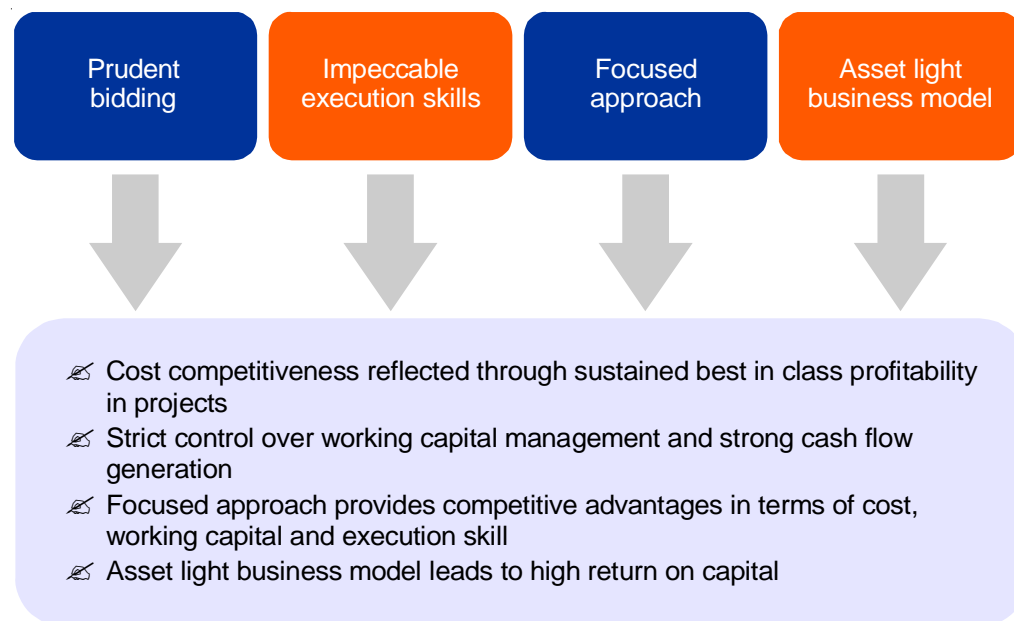 Prudent
bidding
Impeccable
execution skills
Focused
approach
Asset light
business model
Cost competitiveness reflected through sustained best in class profitability
in projects
Strict control over working capital management and strong cash flow
generation
Focused approach provides competitive advantages in terms of cost,
working capital and execution skill
Asset light business model leads to high return on capital